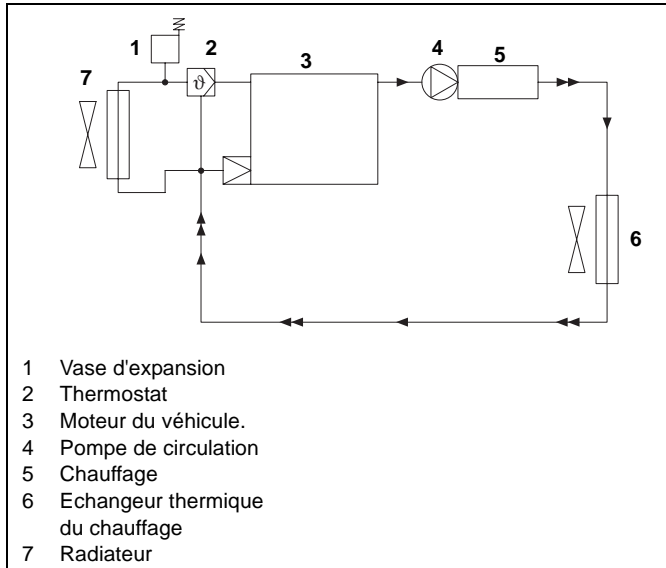 1
2
3
4
5
7
ϑ
6
1 Vase d'expansion
2 Thermostat
3 Moteur du véhicule.
4 Pompe de circulation
5 Chauffage
6 Echangeur thermique
du chauffage
7 Radiateur